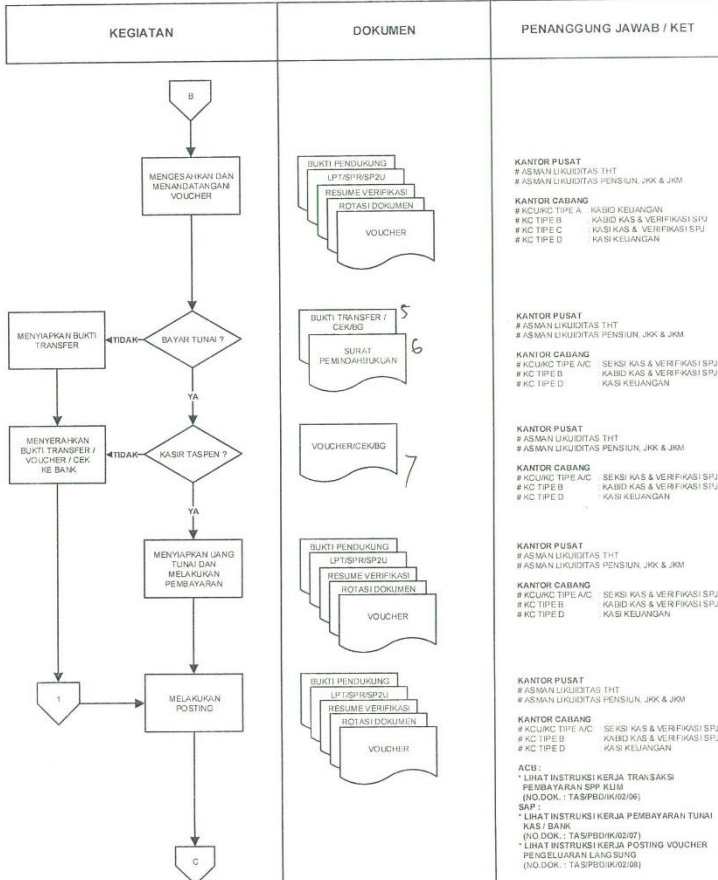 KEGIATAN
DOKUMEN
PENANGGUNG JAWAB / KET
B
MENGESAHKAN DAN
MENANDATANGANI
VOUCHER
BUKTI PENDUKUNG
LPT/SPR/SP2U
RESUME VERIFIKASI
ROTASI DOKUMEN
VOUCHER
KANTOR PUSAT
# ASMAN LIKUIDITAS THT
# ASMAN LIKUIDITAS PENSIUN, JKK & JKM
KANTOR CABANG
# KCU/KC TIPE A : KABID KEUANGAN
# KC TIPE B : KABID KAS & VERIFIKASI SPJ
# KC TIPE C : KASI KAS & VERIFIKASI SPJ
# KC TIPE D : KASI KEUANGAN
MENYIAPKAN BUKTI
TRANSFER
TIDAK
BAYAR TUNAI ?
YA
BUKTI TRANSFER /
CEK/BG
5
SURAT
PEMINDAHBUKUAN
6
KANTOR PUSAT
# ASMAN LIKUIDITAS THT
# ASMAN LIKUIDITAS PENSIUN, JKK & JKM
KANTOR CABANG
# KCU/KC TIPE A/C : SEKSI KAS & VERIFIKASI SPJ
# KC TIPE B : KABID KAS & VERIFIKASI SPJ
# KC TIPE D : KASI KEUANGAN
MENYERAHKAN
BUKTI TRANSFER /
VOUCHER / CEK
KE BANK
TIDAK
KASIR TASPEN ?
YA
VOUCHER/CEK/BG
7
KANTOR PUSAT
# ASMAN LIKUIDITAS THT
# ASMAN LIKUIDITAS PENSIUN, JKK & JKM
KANTOR CABANG
# KCU/KC TIPE A/C : SEKSI KAS & VERIFIKASI SPJ
# KC TIPE B : KABID KAS & VERIFIKASI SPJ
# KC TIPE D : KASI KEUANGAN
MENYIAPKAN UANG
TUNAI DAN
MELAKUKAN
PEMBAYARAN
BUKTI PENDUKUNG
LPT/SPR/SP2U
RESUME VERIFIKASI
ROTASI DOKUMEN
VOUCHER
KANTOR PUSAT
# ASMAN LIKUIDITAS THT
# ASMAN LIKUIDITAS PENSIUN, JKK & JKM
KANTOR CABANG
# KCU/KC TIPE A/C : SEKSI KAS & VERIFIKASI SPJ
# KC TIPE B : KABID KAS & VERIFIKASI SPJ
# KC TIPE D : KASI KEUANGAN
1
MELAKUKAN
POSTING
BUKTI PENDUKUNG
LPT/SPR/SP2U
RESUME VERIFIKASI
ROTASI DOKUMEN
VOUCHER
KANTOR PUSAT
# ASMAN LIKUIDITAS THT
# ASMAN LIKUIDITAS PENSIUN, JKK & JKM
KANTOR CABANG
# KCU/KC TIPE A/C : SEKSI KAS & VERIFIKASI SPJ
# KC TIPE B : KABID KAS & VERIFIKASI SPJ
# KC TIPE D : KASI KEUANGAN
ACB :
* LIHAT INSTRUKSI KERJA TRANSAKSI
PEMBAYARAN SPP KLIM
(NO.DOK. : TAS/PBD/IK/02/06)
SAP :
* LIHAT INSTRUKSI KERJA PEMBAYARAN TUNAI
KAS / BANK
(NO.DOK. : TAS/PBD/IK/02/07)
* LIHAT INSTRUKSI KERJA POSTING VOUCHER
PENGELUARAN LANGSUNG
(NO.DOK. : TAS/PBD/IK/02/08)
C